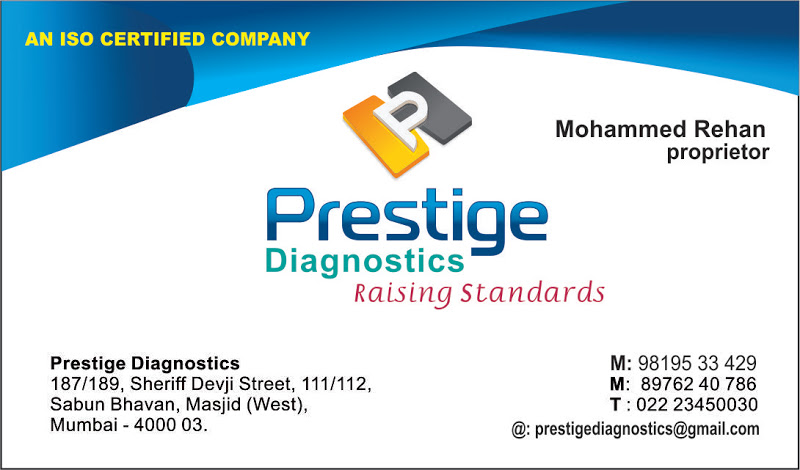 AN ISO CERTIFIED COMPANY
P
Mohammed Rehan
proprietor
Prestige
Diagnostics
Raising Standards
Prestige Diagnostics
187/189, Sheriff Devji Street, 111/112,
Sabun Bhavan, Masjid (West),
Mumbai - 4000 03.
M: 98195 33 429
M: 89762 40 786
T : 022 23450030
@: prestigediagnostics@gmail.com